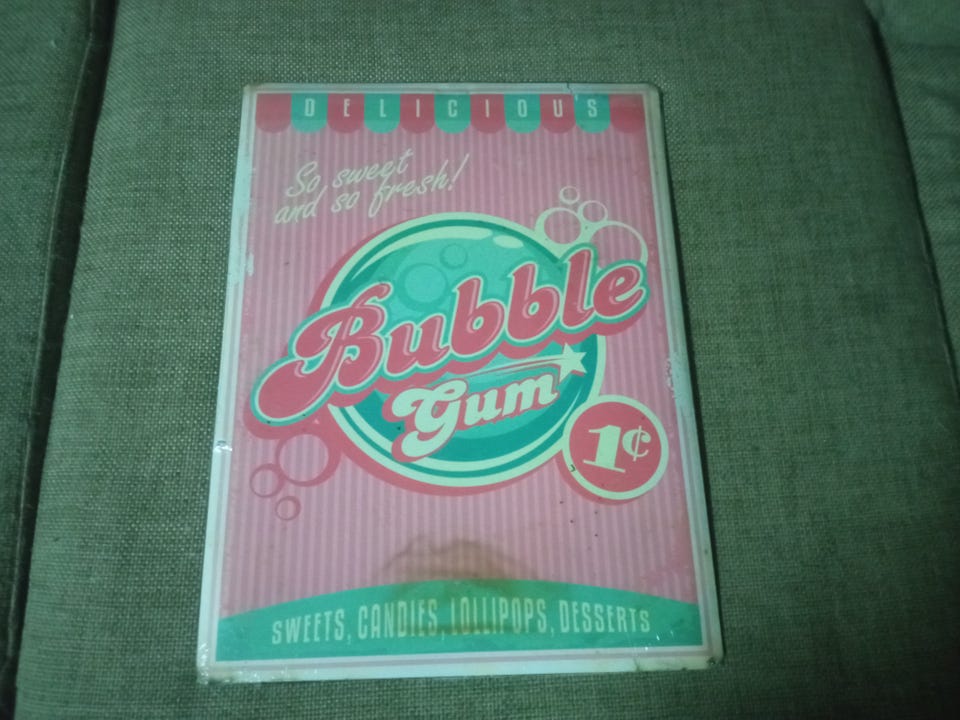 DELICIOUS
So sweet
and so fresh!
Bubble
Gum
1¢
SWEETS, CANDIES, LOLLIPOPS, DESSERTS